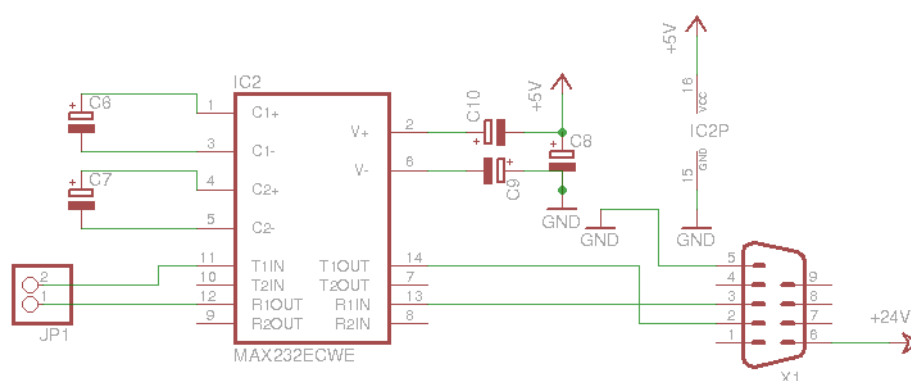 IC2
C6
+
1
C1+
3
C1-
C7
+
4
C2+
5
C2-
V+
2
V-
6
C10
+
+5V
C8
+
C9
+
GND
+5V
16
VCC
IC2P
GND
15
GND
GND
11
T1IN
10
T2IN
12
R1OUT
9
R2OUT
T1OUT
14
T2OUT
7
R1IN
13
R2IN
8
MAX232ECWE
2
1
JP1
5
4
3
2
1
9
8
7
6
+24V
X1